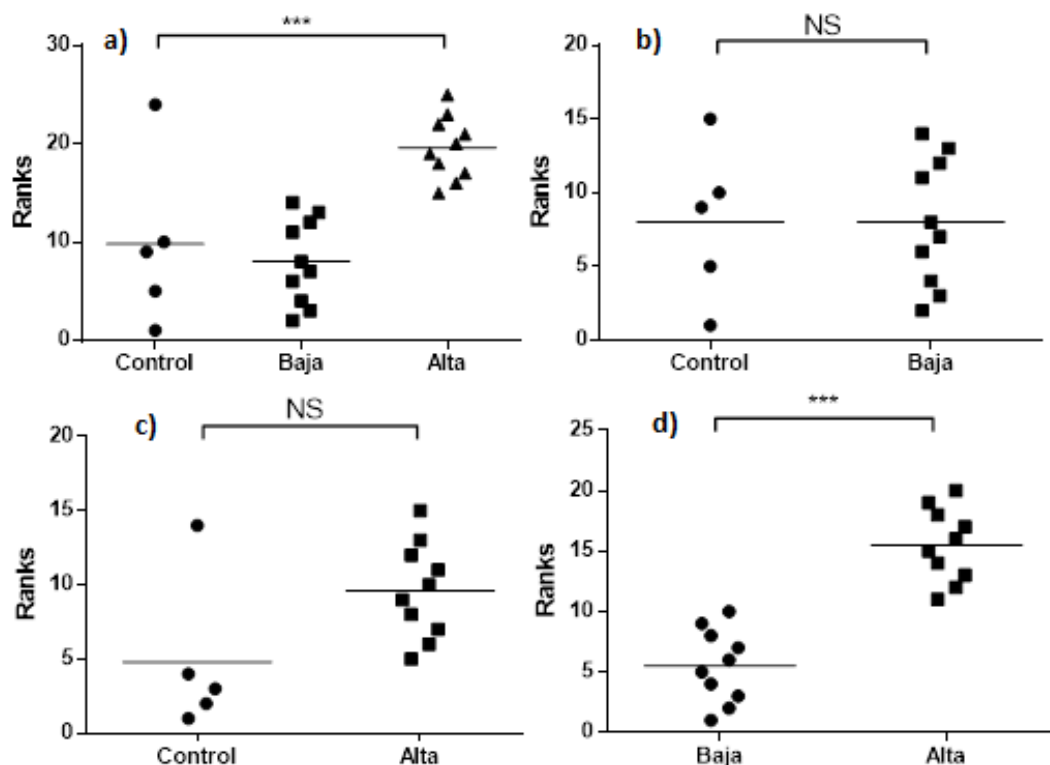 a)
***
Ranks
30
20
10
0
Control Baja Alta
b)
NS
Ranks
20
15
10
5
0
Control Baja
c)
NS
Ranks
20
15
10
5
0
Control Alta
d)
***
Ranks
25
20
15
10
5
0
Baja Alta